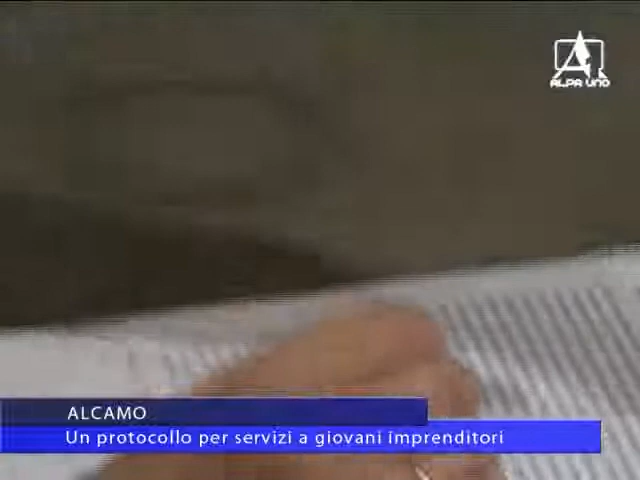 ALPA UNO
ALCAMO
Un protocollo per servizi a giovani imprenditori